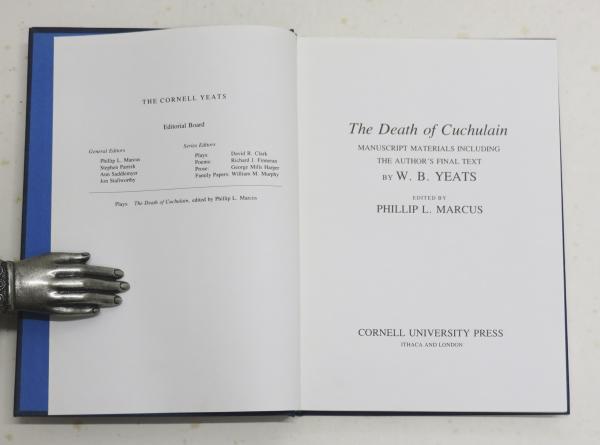 THE CORNELL YEATS
Editorial Board
General Editors
Phillip L. Marcus
Stephen Parrish
Ann Saddlemyer
Jon Stallworthy
Series Editors
Plays: David R. Clark
Poems: Richard J. Finneran
Prose: George Mills Harper
Family Papers: William M. Murphy
Plays: The Death of Cuchulain, edited by Phillip L. Marcus
The Death of Cuchulain
MANUSCRIPT MATERIALS INCLUDING
THE AUTHOR'S FINAL TEXT
BY W. B. YEATS
EDITED BY
PHILLIP L. MARCUS
CORNELL UNIVERSITY PRESS
ITHACA AND LONDON